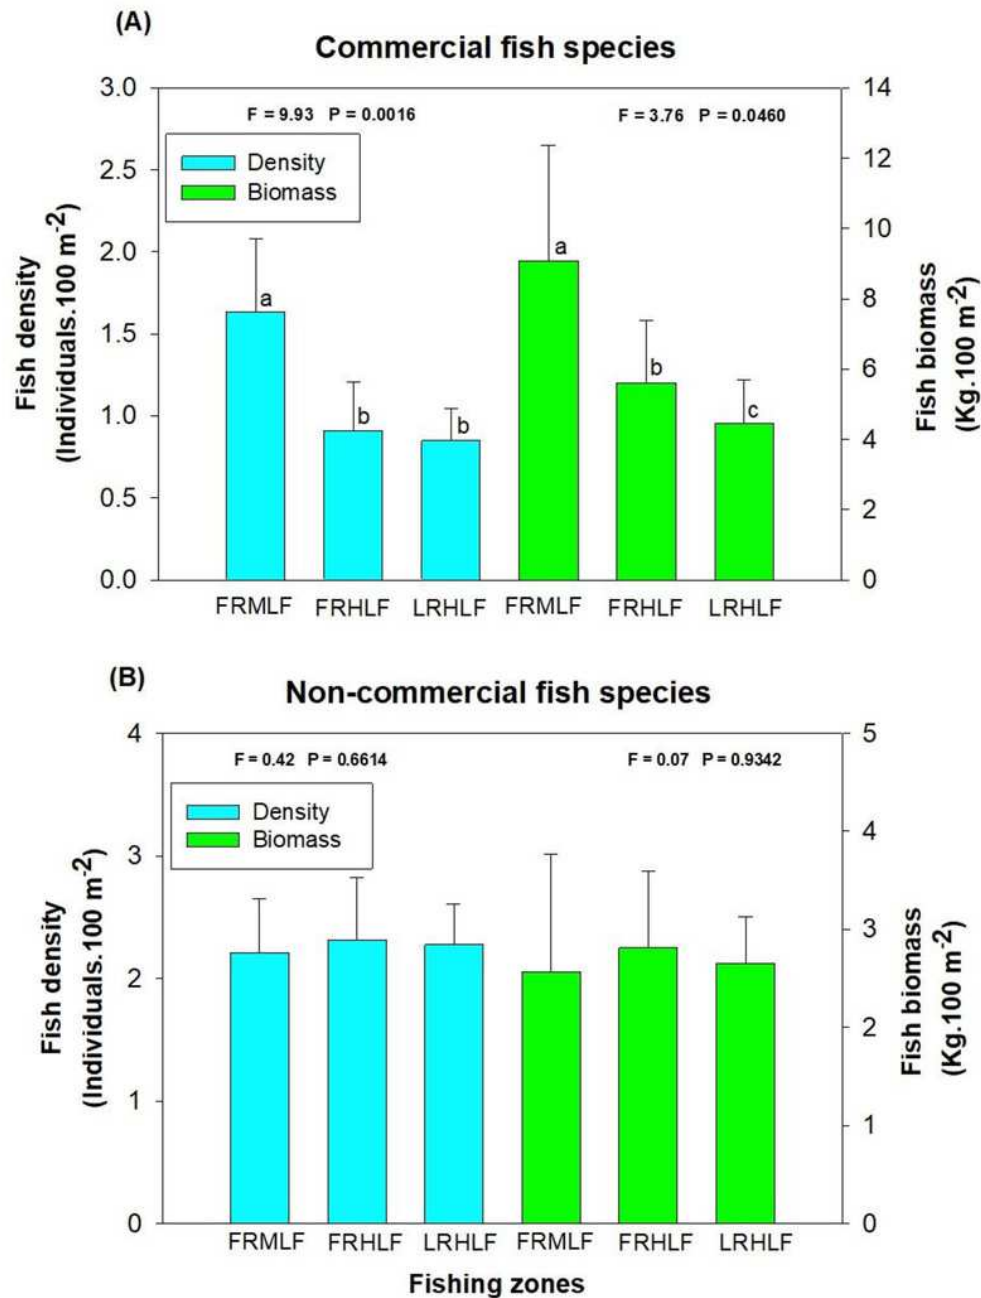 (A)
Commercial fish species
F = 9.93 P = 0.0016
F = 3.76 P = 0.0460
Density
Biomass
3.0
2.5
2.0
1.5
1.0
0.5
0.0
Fish density
(Individuals.100 m-2)
a
b
b
a
b
c
14
12
10
8
6
4
2
0
Fish biomass
(Kg.100 m-2)
FRMLF FRHLF LRHLF FRMLF FRHLF LRHLF
(B)
Non-commercial fish species
F = 0.42 P = 0.6614
F = 0.07 P = 0.9342
Density
Biomass
4
3
2
1
0
Fish density
(Individuals.100 m-2)
5
4
3
2
1
0
Fish biomass
(Kg.100 m-2)
FRMLF FRHLF LRHLF FRMLF FRHLF LRHLF
Fishing zones